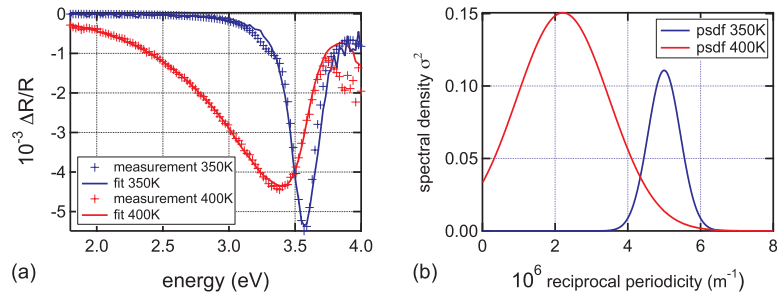 0
-1
-2
-3
-4
-5
10⁻³ ΔR/R
measurement 350K
fit 350K
measurement 400K
fit 400K
2.0 2.5 3.0 3.5 4.0
energy (eV)
(a)
0.15
0.10
0.05
0.00
spectral density σ²
psdf 350K
psdf 400K
0 2 4 6 8
10⁶ reciprocal periodicity (m⁻¹)
(b)